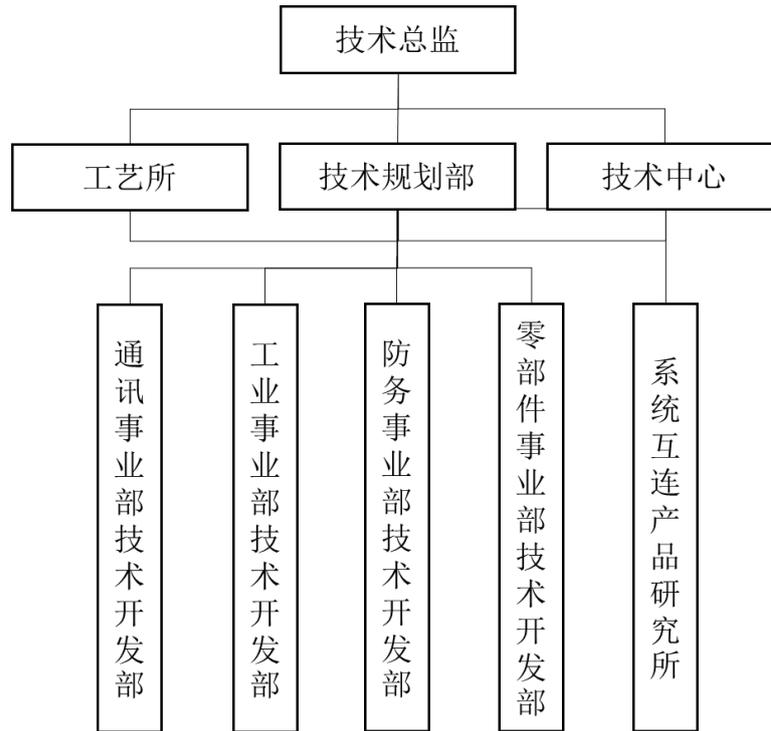 技术总监
工艺所
技术规划部
技术中心
通讯事业部技术开发部
工业事业部技术开发部
防务事业部技术开发部
零部件事业部技术开发部
系统互连产品研究所